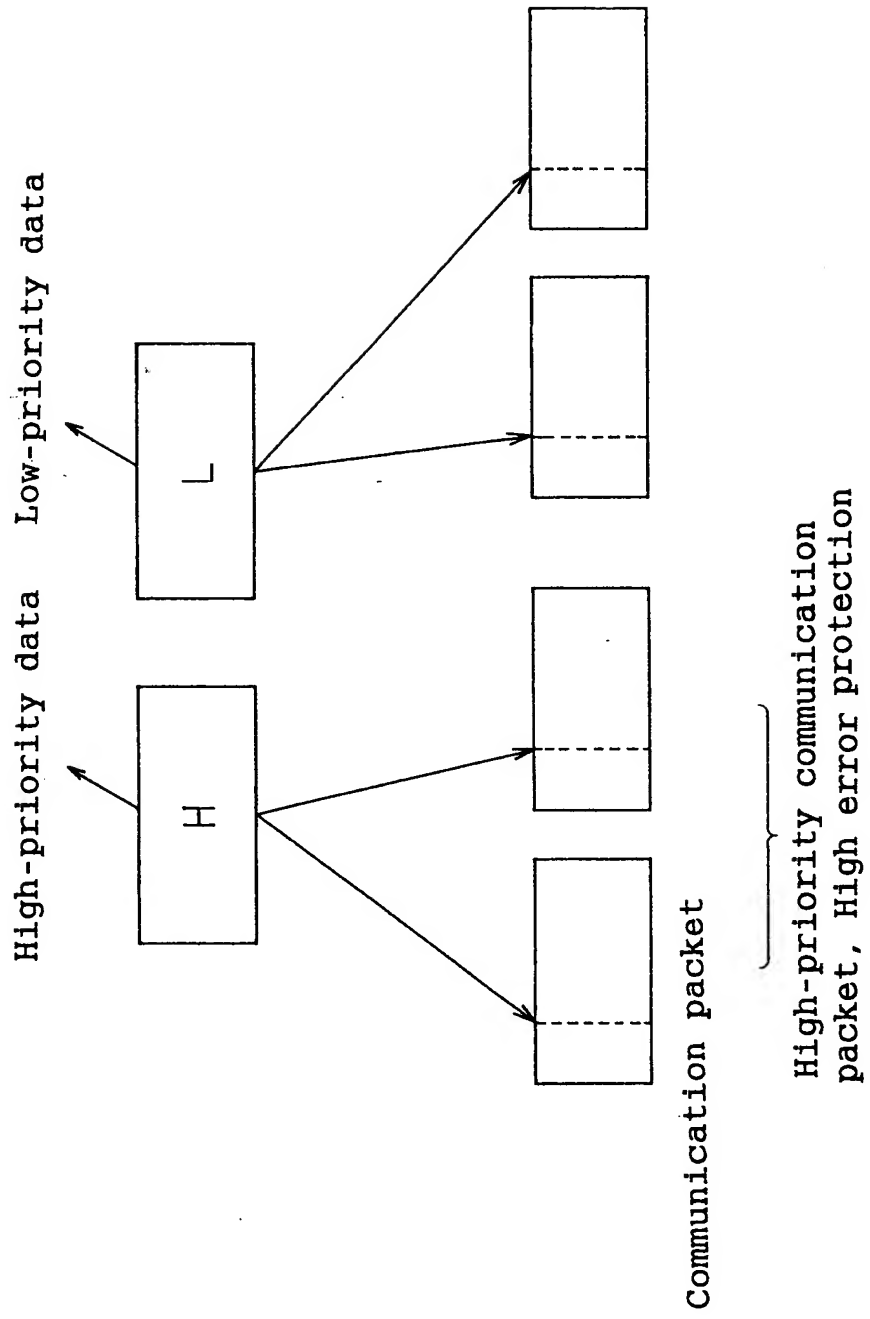 High-priority data
Low-priority data
H
L
Communication packet
High-priority communication
packet, High error protection